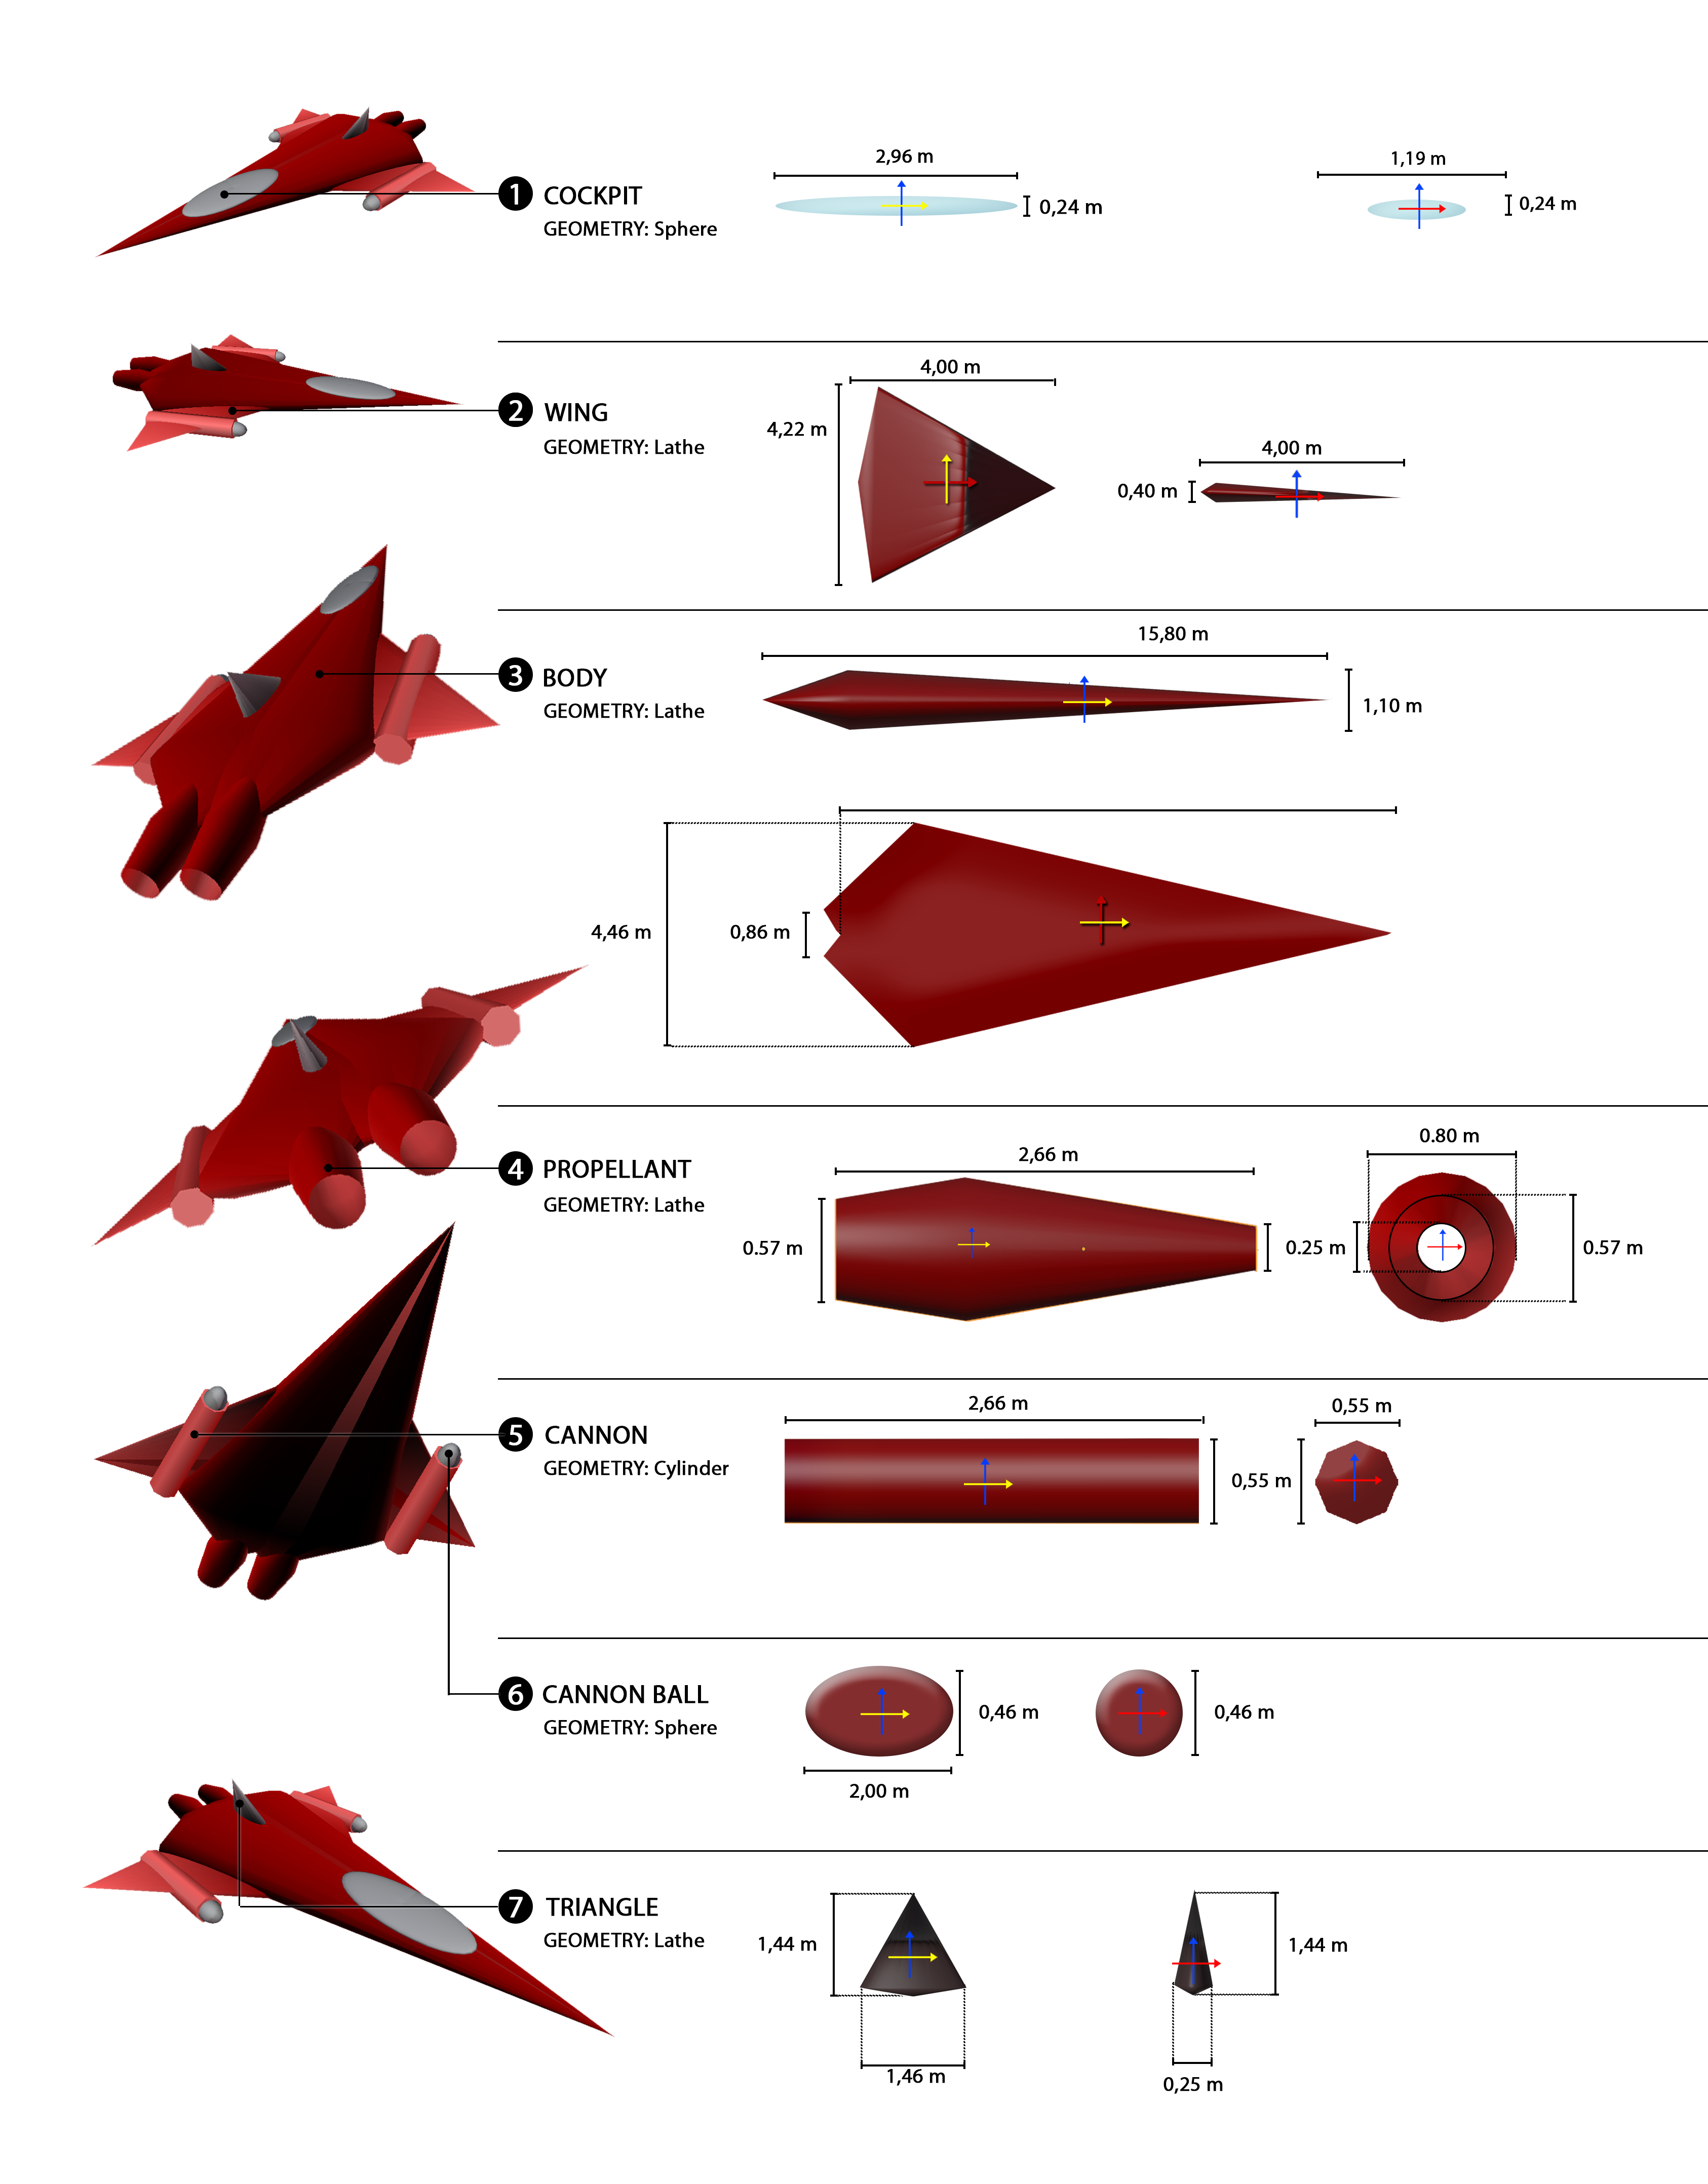 2,96 m
1,19 m
1 COCKPIT
0,24 m
0,24 m
GEOMETRY: Sphere
4,00 m
2 WING
4,22 m
GEOMETRY: Lathe
4,00 m
0,40 m
15,80 m
3 BODY
GEOMETRY: Lathe
1,10 m
4,46 m
0,86 m
0.80 m
2,66 m
4 PROPELLANT
GEOMETRY: Lathe
0.57 m
0.25 m
0.57 m
2,66 m
0,55 m
5 CANNON
GEOMETRY: Cylinder
0,55 m
6 CANNON BALL
0,46 m
0,46 m
GEOMETRY: Sphere
2,00 m
7 TRIANGLE
GEOMETRY: Lathe
1,44 m
1,44 m
1,46 m
0,25 m